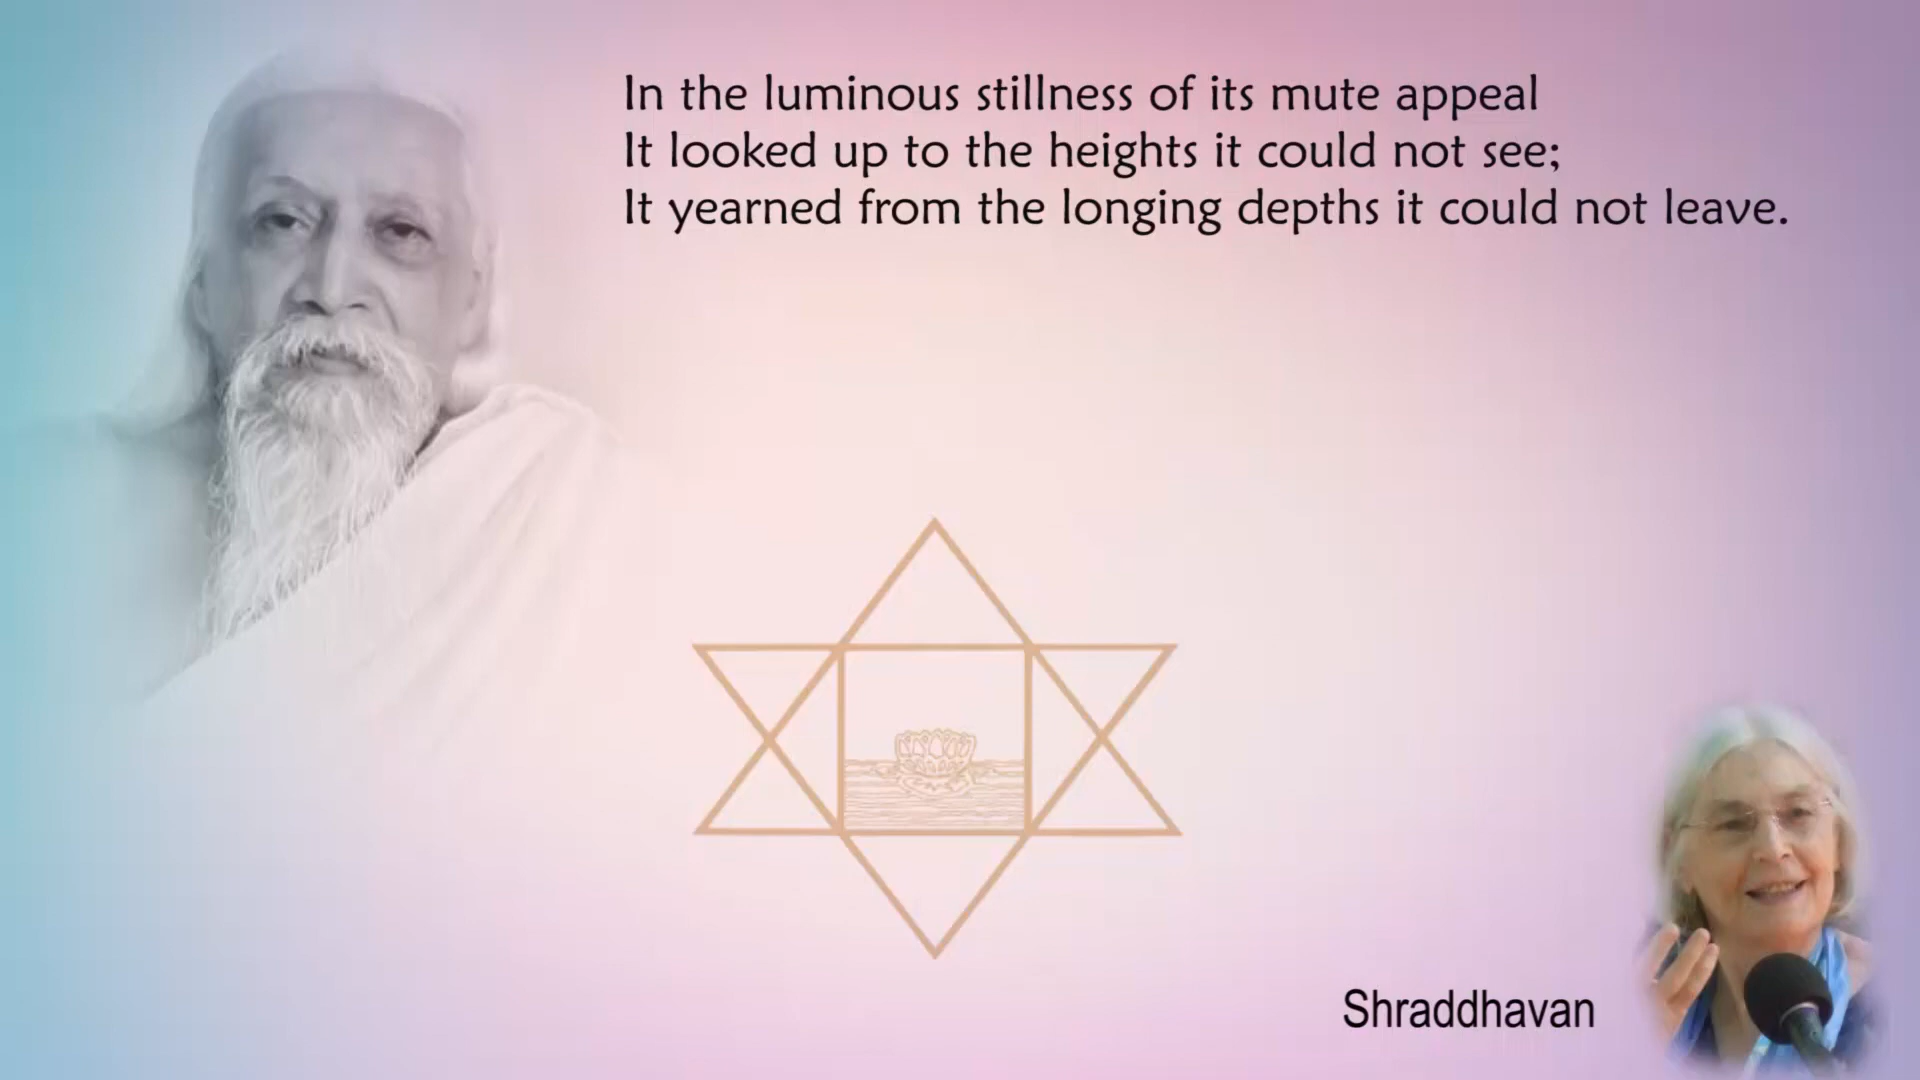 In the luminous stillness of its mute appeal
It looked up to the heights it could not see;
It yearned from the longing depths it could not leave.
Shraddhavan